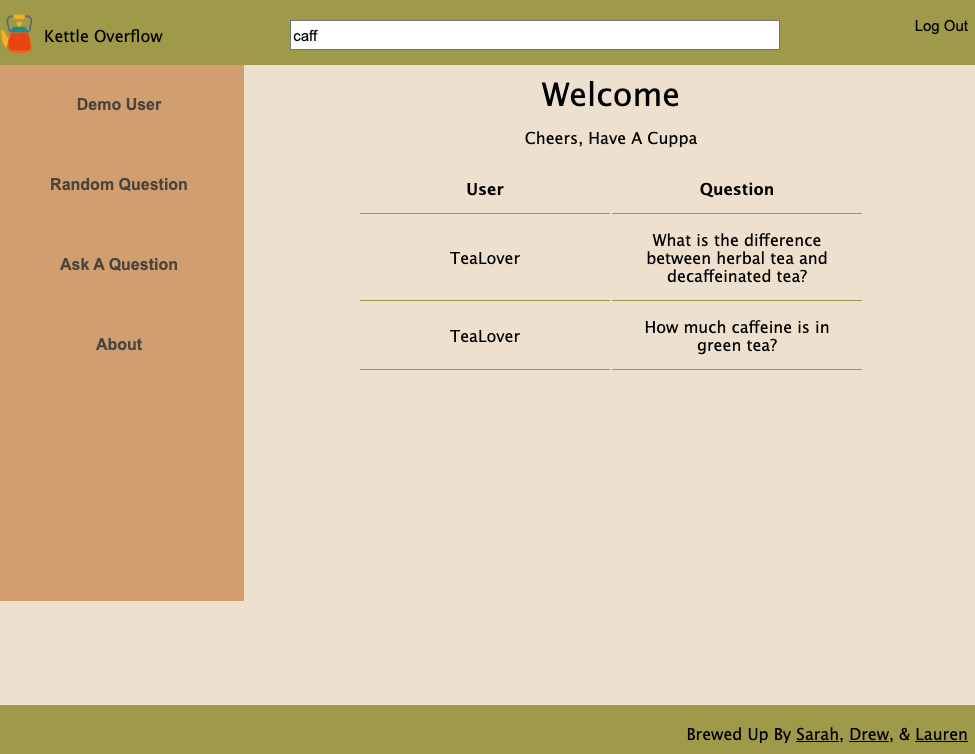 Kettle Overflow
caff
Log Out
Demo User
Random Question
Ask A Question
About
Welcome
Cheers, Have A Cuppa
User Question
TeaLover
What is the difference
between herbal tea and
decaffeinated tea?
TeaLover
How much caffeine is in
green tea?
Brewed Up By Sarah, Drew, & Lauren